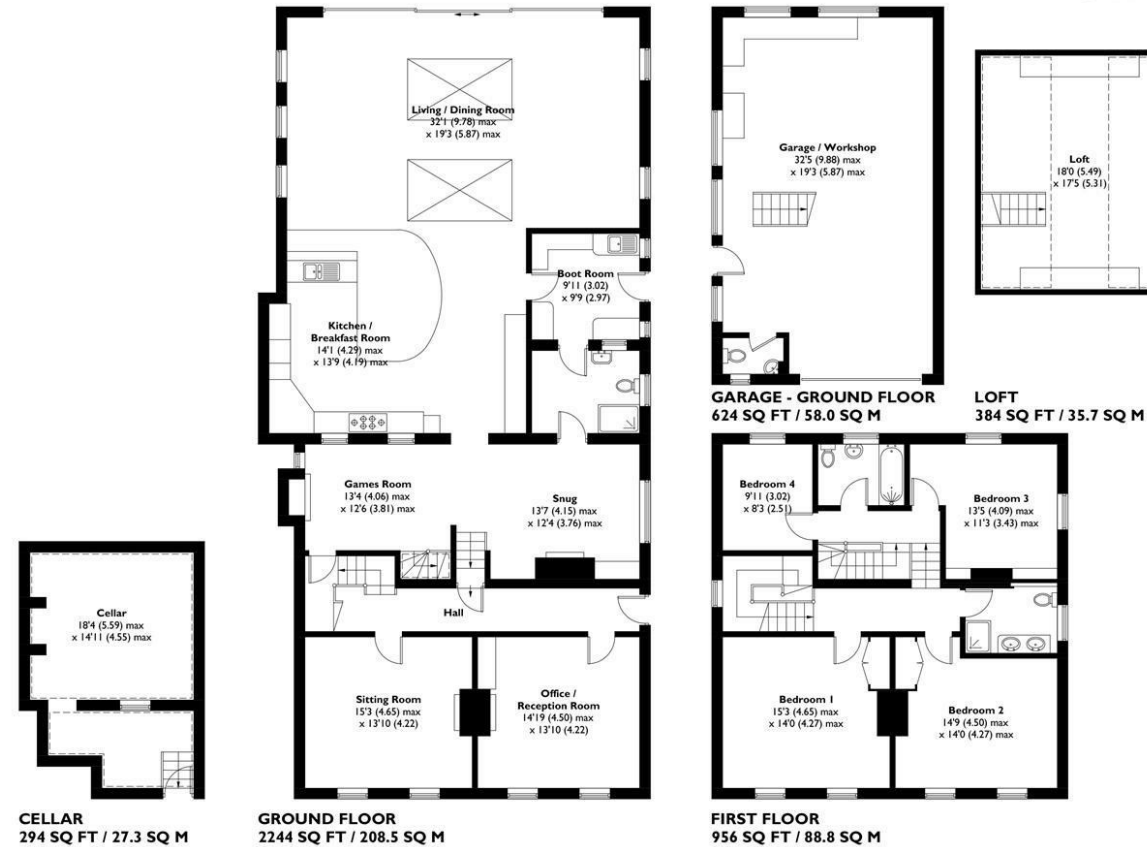 Living / Dining Room
32'1 (9.78) max
x 19'3 (5.87) max
Boot Room
9'11 (3.02)
x 9'9 (2.97)
Kitchen /
Breakfast Room
14'1 (4.29) max
x 13'9 (4.19) max
Games Room
13'4 (4.06) max
x 12'6 (3.81) max
Snug
13'7 (4.15) max
x 12'4 (3.76) max
Hall
Sitting Room
15'3 (4.65) max
x 13'10 (4.22)
Office /
Reception Room
14'19 (4.50) max
x 13'10 (4.22)
GROUND FLOOR
2244 SQ FT / 208.5 SQ M
Cellar
18'4 (5.59) max
x 14'11 (4.55) max
CELLAR
294 SQ FT / 27.3 SQ M
Garage / Workshop
32'5 (9.88) max
x 19'3 (5.87) max
GARAGE - GROUND FLOOR
624 SQ FT / 58.0 SQ M
Loft
18'0 (5.49)
x 17'5 (5.31)
LOFT
384 SQ FT / 35.7 SQ M
Bedroom 4
9'11 (3.02)
x 8'3 (2.51)
Bedroom 3
13'5 (4.09) max
x 11'3 (3.43) max
Bedroom 1
15'3 (4.65) max
x 14'0 (4.27) max
Bedroom 2
14'9 (4.50) max
x 14'0 (4.27) max
FIRST FLOOR
956 SQ FT / 88.8 SQ M